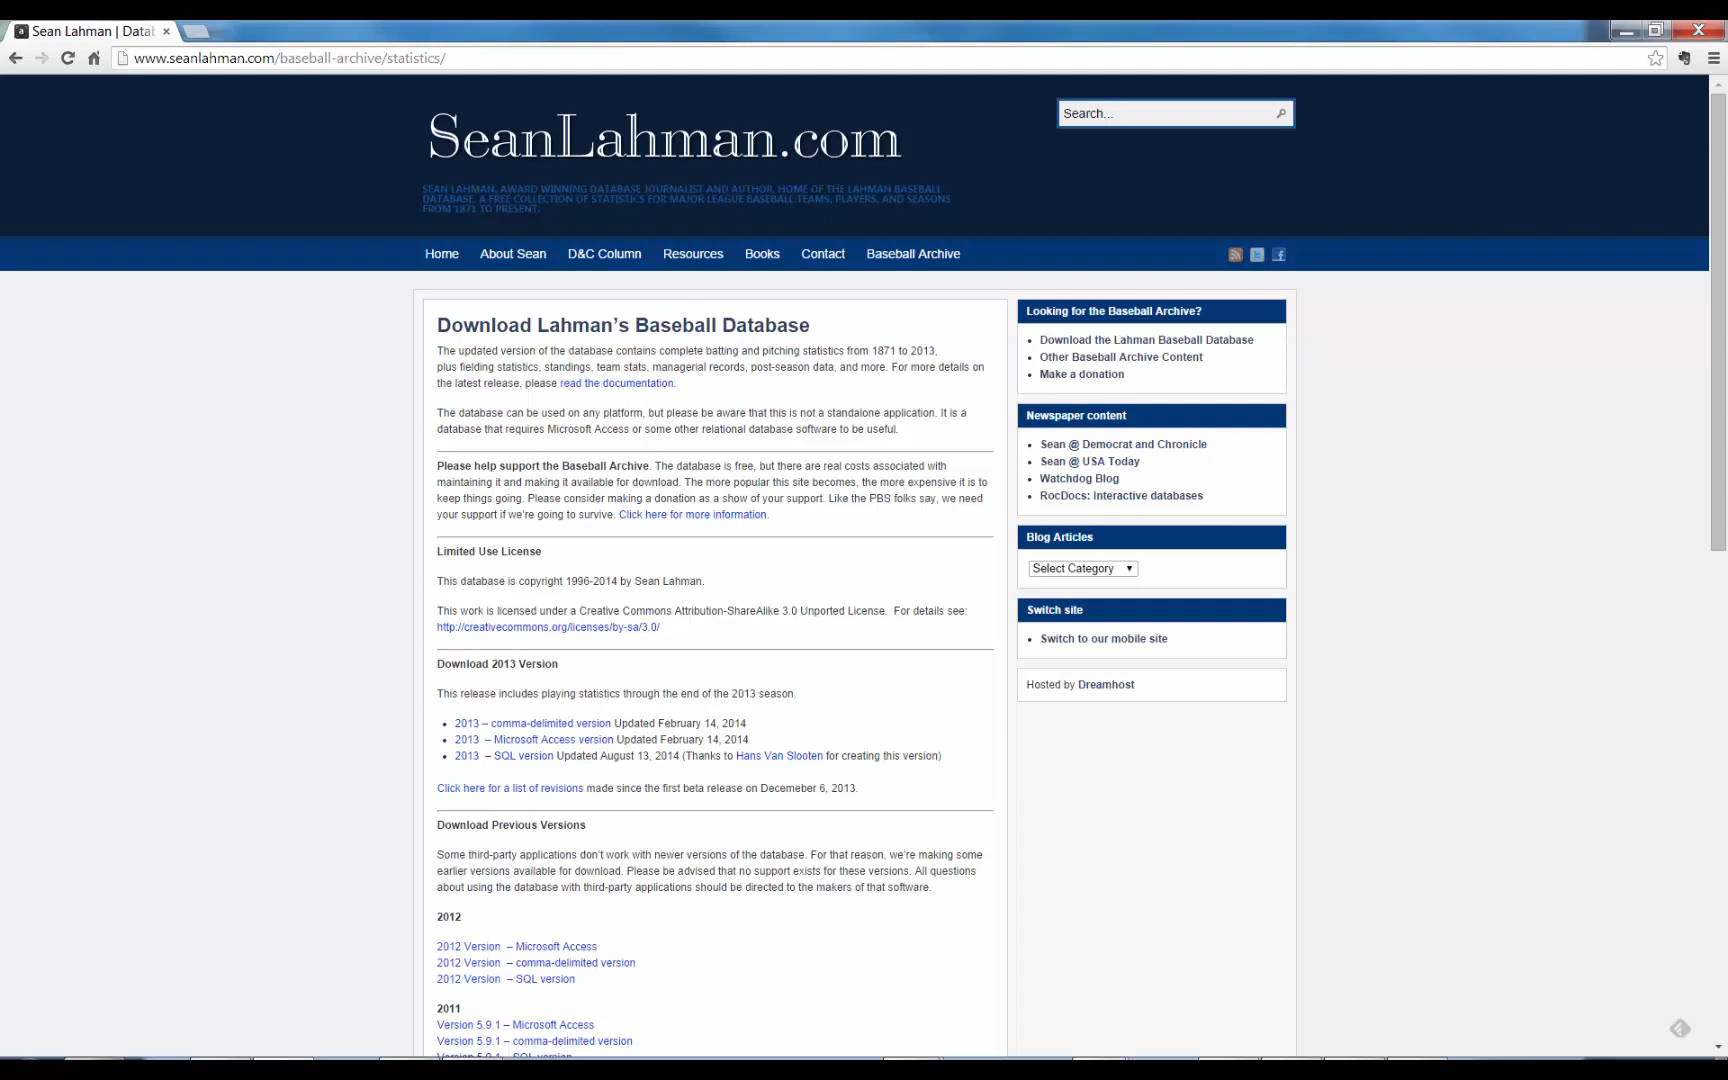 Sean Lahman | Datab
www.seanlahman.com/baseball-archive/statistics/
SeanLahman.com
Search...
SEAN LAHMAN, AWARD WINNING DATABASE JOURNALIST AND AUTHOR. HOME OF THE LAHMAN BASEBALL
DATABASE, A FREE COLLECTION OF STATISTICS FOR MAJOR LEAGUE BASEBALL TEAMS, PLAYERS, AND SEASONS
FROM 1871 TO PRESENT.
Home About Sean D&C Column Resources Books Contact Baseball Archive
Download Lahman’s Baseball Database
The updated version of the database contains complete batting and pitching statistics from 1871 to 2013,
plus fielding statistics, standings, team stats, managerial records, post-season data, and more. For more details on
the latest release, please read the documentation.
The database can be used on any platform, but please be aware that this is not a standalone application. It is a
database that requires Microsoft Access or some other relational database software to be useful.
Please help support the Baseball Archive. The database is free, but there are real costs associated with
maintaining it and making it available for download. The more popular this site becomes, the more expensive it is to
keep things going. Please consider making a donation as a show of your support. Like the PBS folks say, we need
your support if we’re going to survive. Click here for more information.
Limited Use License
This database is copyright 1996-2014 by Sean Lahman.
This work is licensed under a Creative Commons Attribution-ShareAlike 3.0 Unported License. For details see:
http://creativecommons.org/licenses/by-sa/3.0/
Download 2013 Version
This release includes playing statistics through the end of the 2013 season.
2013 – comma-delimited version Updated February 14, 2014
2013 – Microsoft Access version Updated February 14, 2014
2013 – SQL version Updated August 13, 2014 (Thanks to Hans Van Slooten for creating this version)
Click here for a list of revisions made since the first beta release on Decemeber 6, 2013.
Download Previous Versions
Some third-party applications don’t work with newer versions of the database. For that reason, we’re making some
earlier versions available for download. Please be advised that no support exists for these versions. All questions
about using the database with third-party applications should be directed to the makers of that software.
2012
2012 Version – Microsoft Access
2012 Version – comma-delimited version
2012 Version – SQL version
2011
Version 5.9.1 – Microsoft Access
Version 5.9.1 – comma-delimited version
Version 5.9.1 – SQL version
Looking for the Baseball Archive?
Download the Lahman Baseball Database
Other Baseball Archive Content
Make a donation
Newspaper content
Sean @ Democrat and Chronicle
Sean @ USA Today
Watchdog Blog
RocDocs: Interactive databases
Blog Articles
Select Category
Switch site
Switch to our mobile site
Hosted by Dreamhost